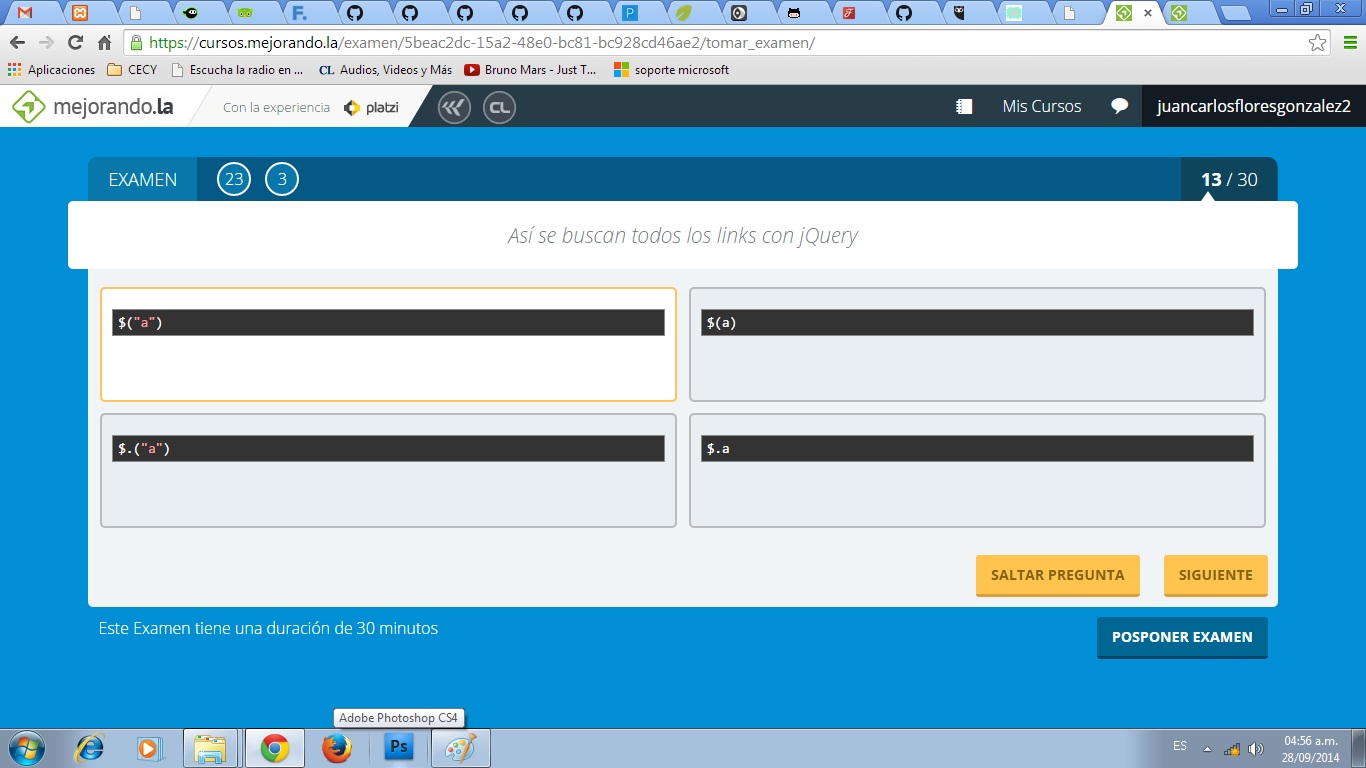 https://cursos.mejorando.la/examen/5beac2dc-15a2-48e0-bc81-bc928cd46ae2/tomar_examen/
Aplicaciones CECY Escucha la radio en ... CL Audios, Videos y Más Bruno Mars - Just T... soporte microsoft
mejorando.la Con la experiencia platzi CL Mis Cursos juancarlosfloresgonzalez2
EXAMEN 23 3 13 / 30
Así se buscan todos los links con jQuery
$("a") $(a)
$.("a") $.a
SALTAR PREGUNTA SIGUIENTE
Este Examen tiene una duración de 30 minutos
POSPONER EXAMEN
Adobe Photoshop CS4
Ps ES 04:56 a.m.
28/09/2014